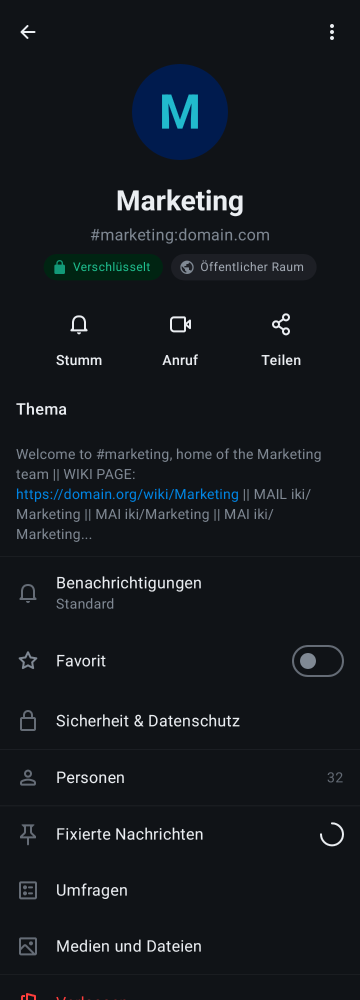 M
Marketing
#marketing:domain.com
Verschlüsselt
Öffentlicher Raum
Stumm
Anruf
Teilen
Thema
Welcome to #marketing, home of the Marketing
team || WIKI PAGE:
https://domain.org/wiki/Marketing || MAIL iki/
Marketing || MAI iki/Marketing || MAI iki/
Marketing...
Benachrichtigungen
Standard
Favorit
Sicherheit & Datenschutz
Personen
32
Fixierte Nachrichten
Umfragen
Medien und Dateien